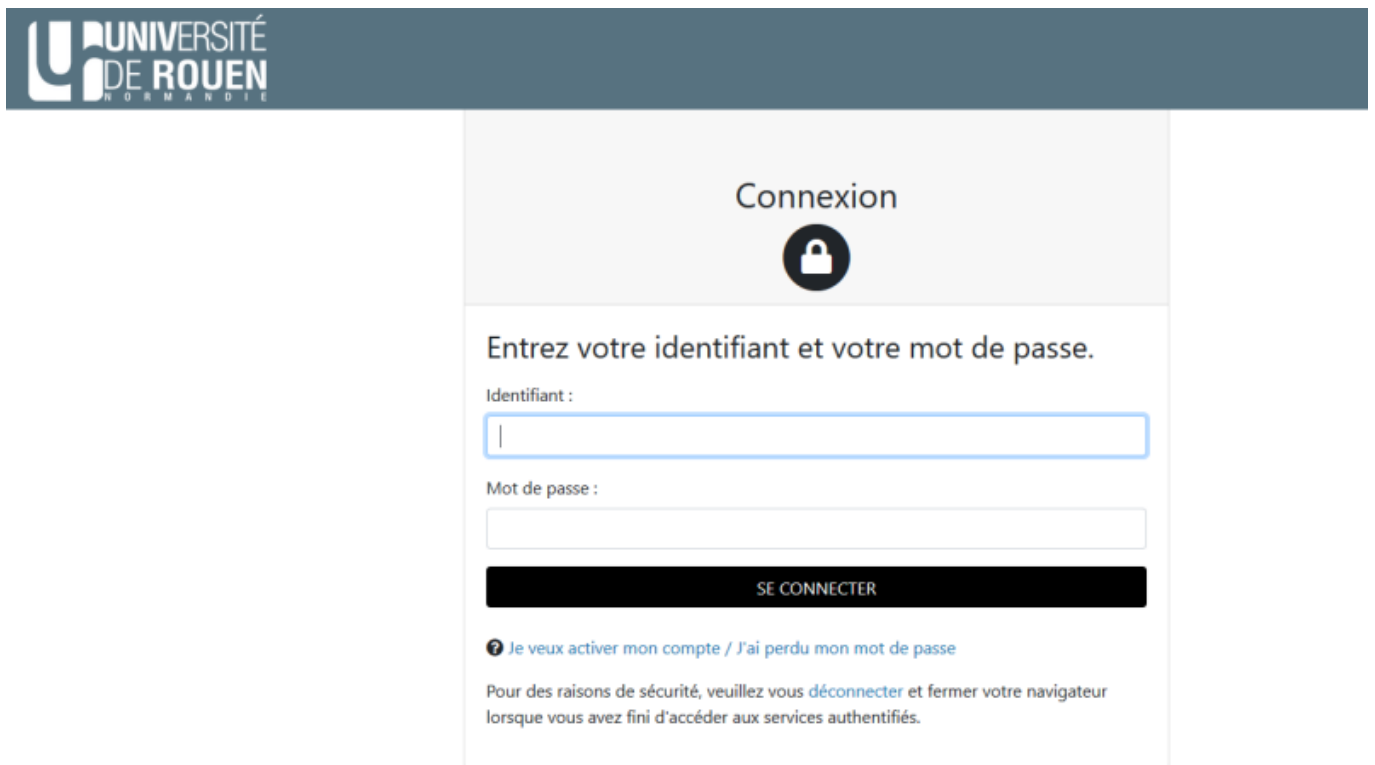 UNIVERSITÉ
DE ROUEN
NORMANDIE
Connexion
Entrez votre identifiant et votre mot de passe.
Identifiant :
Mot de passe :
SE CONNECTER
Je veux activer mon compte / J'ai perdu mon mot de passe
Pour des raisons de sécurité, veuillez vous déconnecter et fermer votre navigateur
lorsque vous avez fini d'accéder aux services authentifiés.